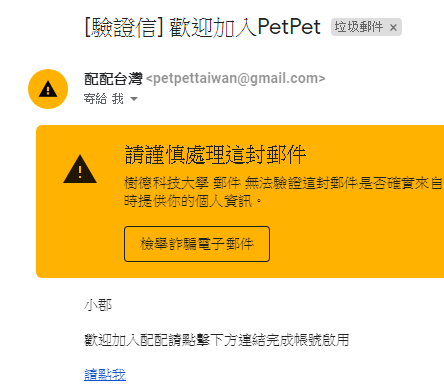 [驗證信] 歡迎加入PetPet 垃圾郵件 ×
配配台灣 <petpettaiwan@gmail.com>
寄給 我
請謹慎處理這封郵件
樹德科技大學 郵件 無法驗證這封郵件是否確實來自
時提供你的個人資訊。
檢舉詐騙電子郵件
小郡
歡迎加入配配請點擊下方連結完成帳號啟用
請點我